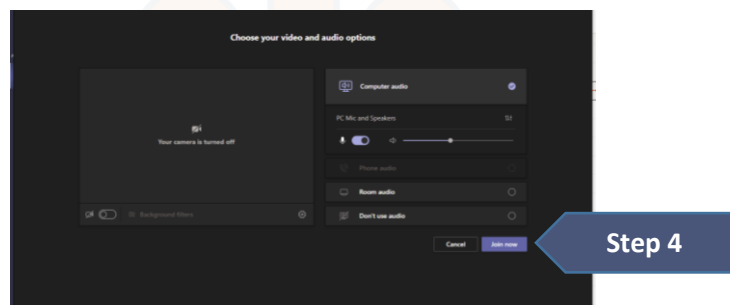 Choose your video and audio options
Computer audio
Your camera is turned off
PC Mic and Speakers
Phone audio
Room audio
Background filters
Don't use audio
Cancel
Join now
Step 4